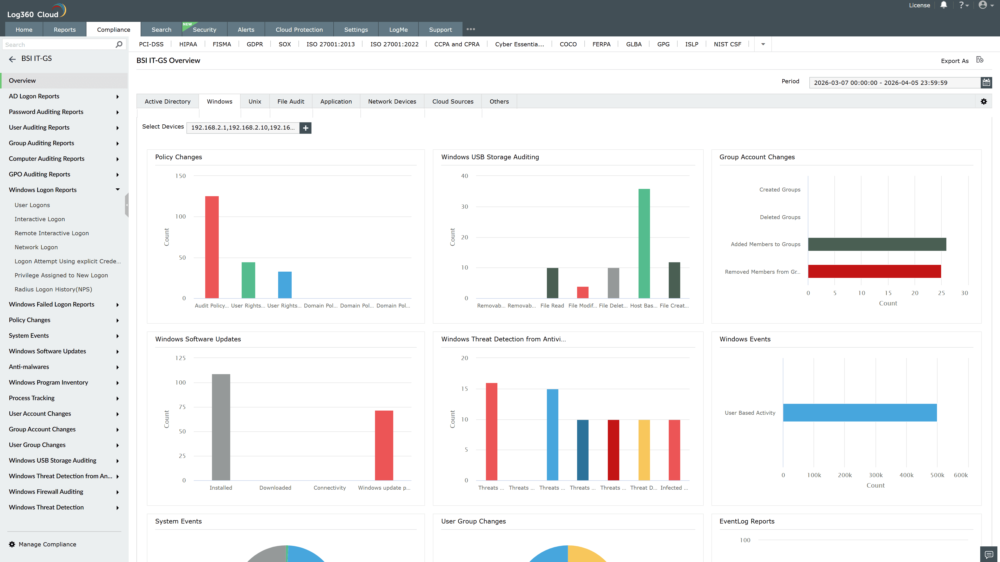 Log360 Cloud
License
?
Home
Reports
Compliance
Search
NEW
Security
Alerts
Cloud Protection
Settings
LogMe
Support
Search
PCI-DSS
HIPAA
FISMA
GDPR
SOX
ISO 27001:2013
ISO 27001:2022
CCPA and CPRA
Cyber Essentia...
COCO
FERPA
GLBA
GPG
ISLP
NIST CSF
BSI IT-GS
Overview
AD Logon Reports
Password Auditing Reports
User Auditing Reports
Group Auditing Reports
Computer Auditing Reports
GPO Auditing Reports
Windows Logon Reports
User Logons
Interactive Logon
Remote Interactive Logon
Network Logon
Logon Attempt Using explicit Crede...
Privilege Assigned to New Logon
Radius Logon History(NPS)
Windows Failed Logon Reports
Policy Changes
System Events
Windows Software Updates
Anti-malwares
Windows Program Inventory
Process Tracking
User Account Changes
Group Account Changes
User Group Changes
Windows USB Storage Auditing
Windows Threat Detection from An...
Windows Firewall Auditing
Windows Threat Detection
Manage Compliance
BSI IT-GS Overview
Export As
Period
2026-03-07 00:00:00 - 2026-04-05 23:59:59
Active Directory
Windows
Unix
File Audit
Application
Network Devices
Cloud Sources
Others
Select Devices
192.168.2.1,192.168.2.10,192.16...
Policy Changes
150
100
50
0
Count
Audit Policy...
User Rights...
User Rights...
Domain Pol...
Domain Pol...
Domain Pol...
Windows USB Storage Auditing
40
30
20
10
0
Count
Removab...
Removab...
File Read
File Modif...
File Delet...
Host Bas...
File Creat...
Group Account Changes
Created Groups
Deleted Groups
Added Members to Groups
Removed Members from Gr...
0
5
10
15
20
25
30
Count
Windows Software Updates
125
100
75
50
25
0
Count
Installed
Downloaded
Connectivity
Windows update p...
Windows Threat Detection from Antivi...
20
15
10
5
0
Count
Threats ...
Threats ...
Threats ...
Threats ...
Threats ...
Threat D...
Infected ...
Windows Events
User Based Activity
0
100k
200k
300k
400k
500k
600k
Count
System Events
User Group Changes
EventLog Reports
100